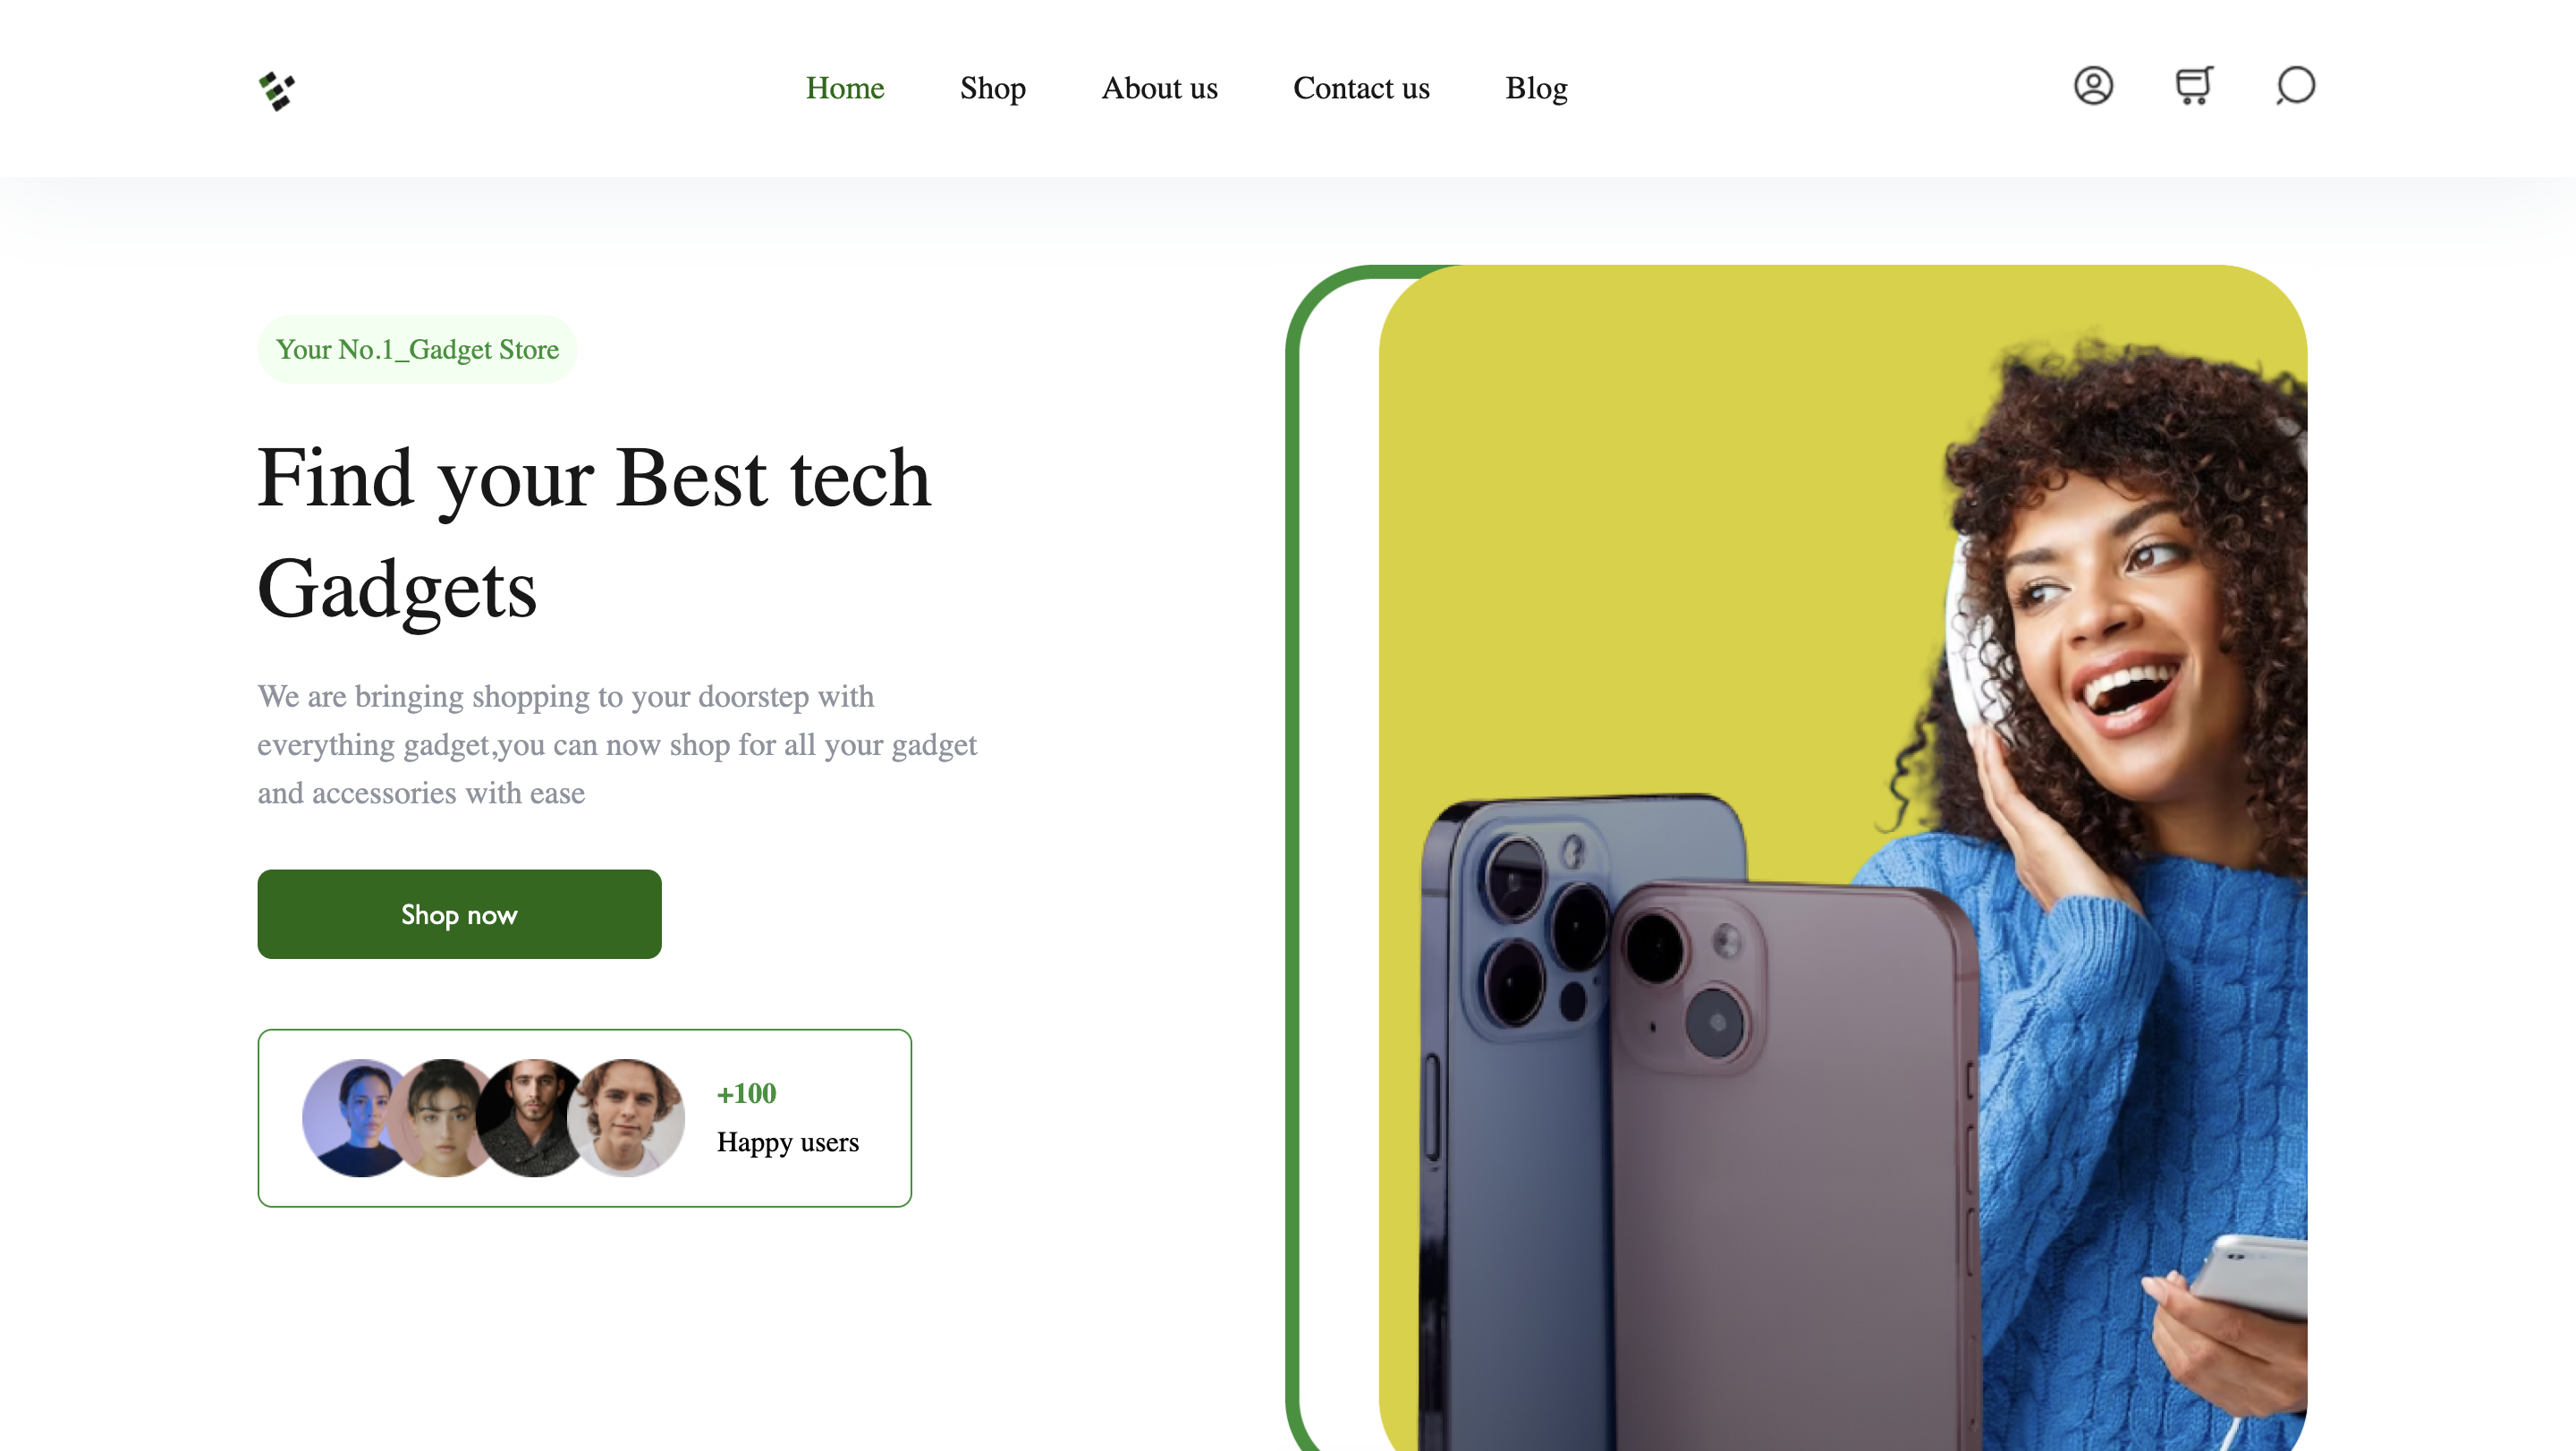 Home
Shop
About us
Contact us
Blog
Your No.1_Gadget Store
Find your Best tech
Gadgets
We are bringing shopping to your doorstep with
everything gadget,you can now shop for all your gadget
and accessories with ease
Shop now
+100
Happy users